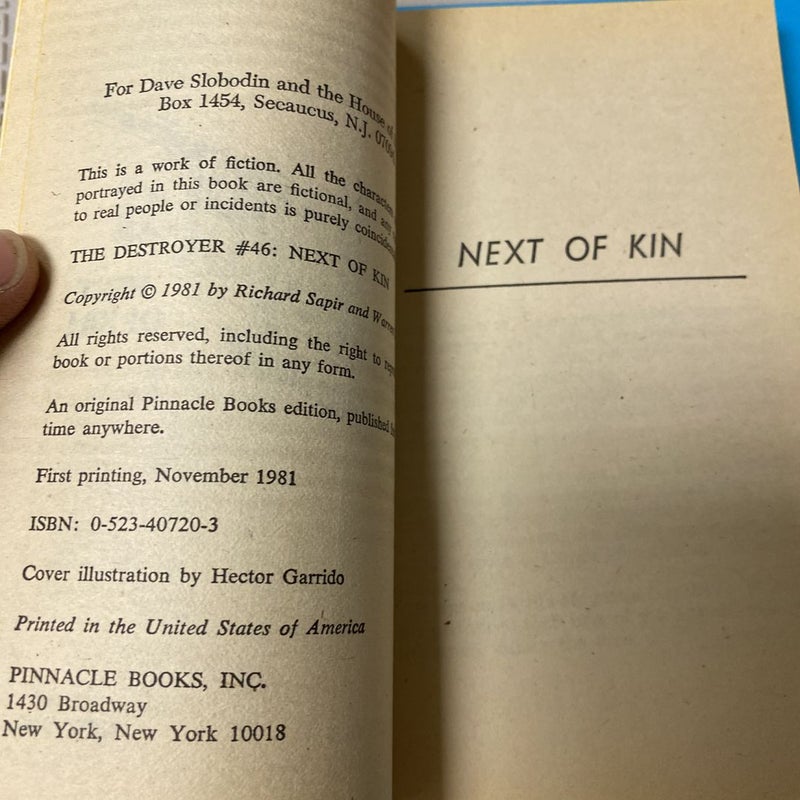 For Dave Slobodin and the House of
Box 1454, Secaucus, N.J.
This is a work of fiction. All the
portrayed in this book are fictional, and any
to real people or incidents is purely
THE DESTROYER #46: NEXT OF KIN
Copyright © 1981 by Richard Sapir and
All rights reserved, including the right to
book or portions thereof in any form.
An original Pinnacle Books edition, published
time anywhere.
First printing, November 1981
ISBN: 0-523-40720-3
Cover illustration by Hector Garrido
Printed in the United States of America
PINNACLE BOOKS, INC.
1430 Broadway
New York, New York 10018
NEXT OF KIN